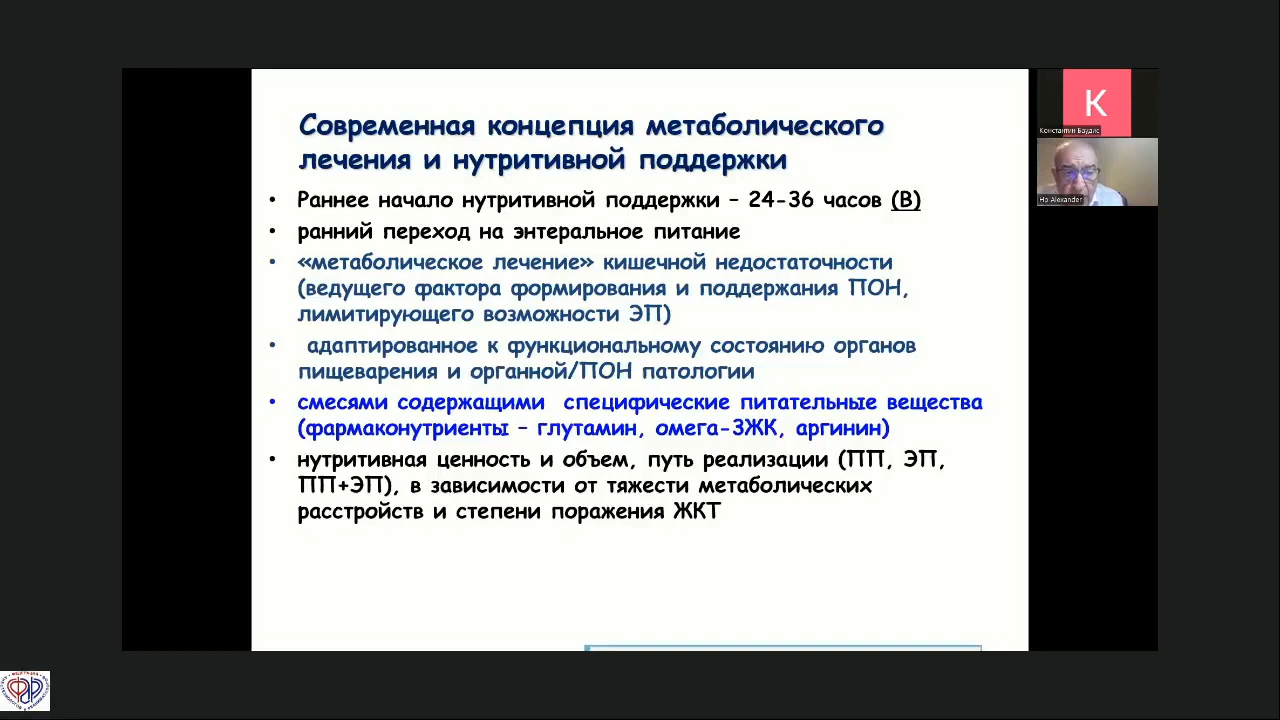 Современная концепция метаболического
лечения и нутритивной поддержки
• Раннее начало нутритивной поддержки – 24-36 часов (В)
• ранний переход на энтеральное питание
• «метаболическое лечение» кишечной недостаточности
(ведущего фактора формирования и поддержания ПОН,
лимитирующего возможности ЭП)
• адаптированное к функциональному состоянию органов
пищеварения и органной/ПОН патологии
• смесями содержащими специфические питательные вещества
(фармаконутриенты – глутамин, омега-3ЖК, аргинин)
• нутритивная ценность и объем, путь реализации (ПП, ЭП,
ПП+ЭП), в зависимости от тяжести метаболических
расстройств и степени поражения ЖКТ
К
Константин Баудис
Alexander
ФАР